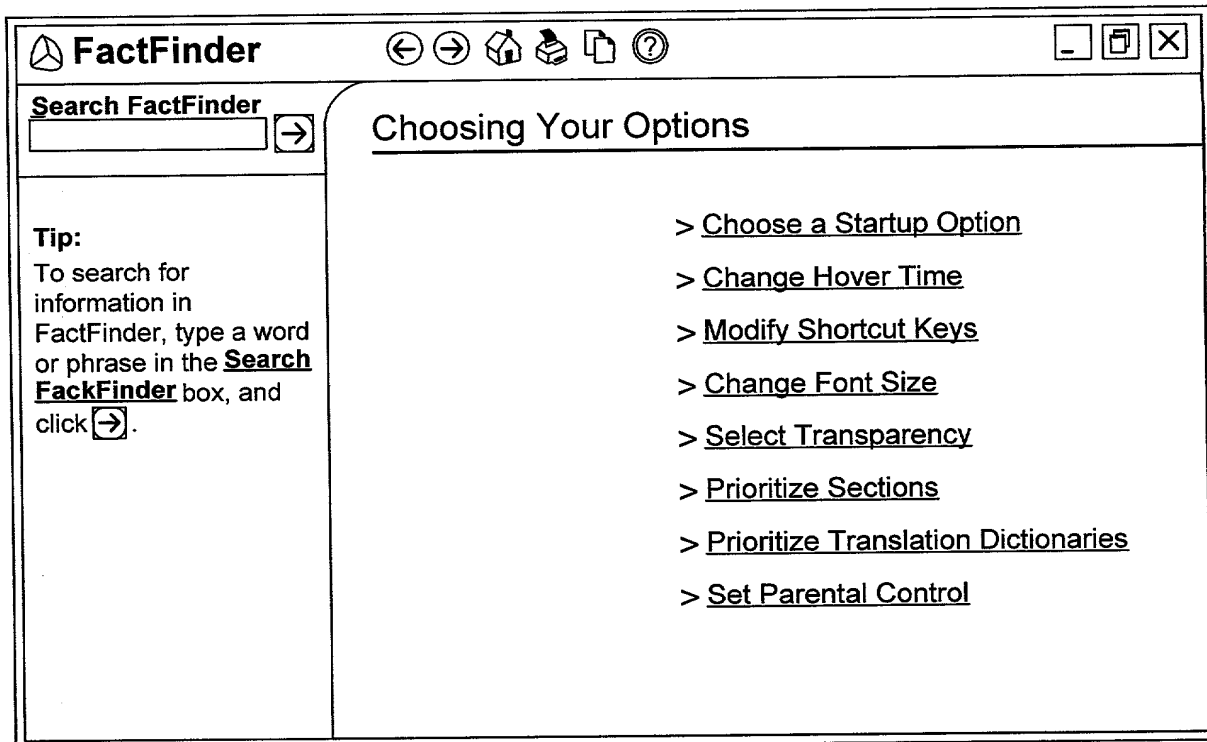 FactFinder
Search FactFinder
Choosing Your Options
Tip:
To search for
information in
FactFinder, type a word
or phrase in the Search
FackFinder box, and
click → .
> Choose a Startup Option
> Change Hover Time
> Modify Shortcut Keys
> Change Font Size
> Select Transparency
> Prioritize Sections
> Prioritize Translation Dictionaries
> Set Parental Control